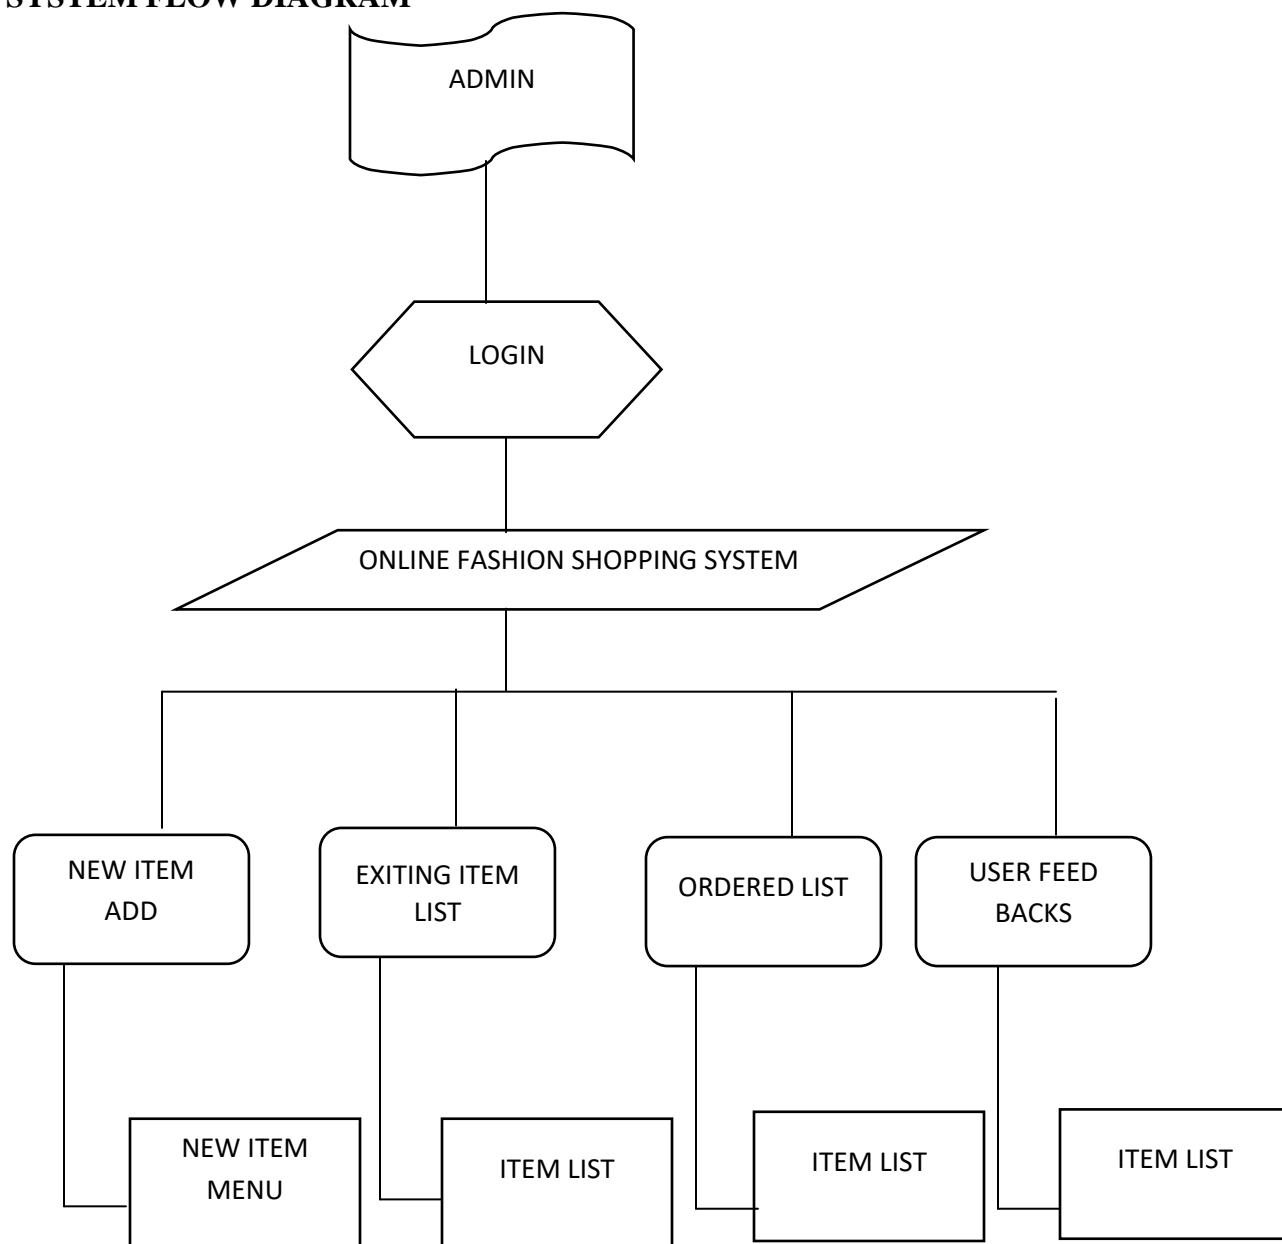 SYSTEM FLOW DIAGRAM
ADMIN
LOGIN
ONLINE FASHION SHOPPING SYSTEM
NEW ITEM
ADD
EXITING ITEM
LIST
ORDERED LIST
USER FEED
BACKS
NEW ITEM
MENU
ITEM LIST
ITEM LIST
ITEM LIST